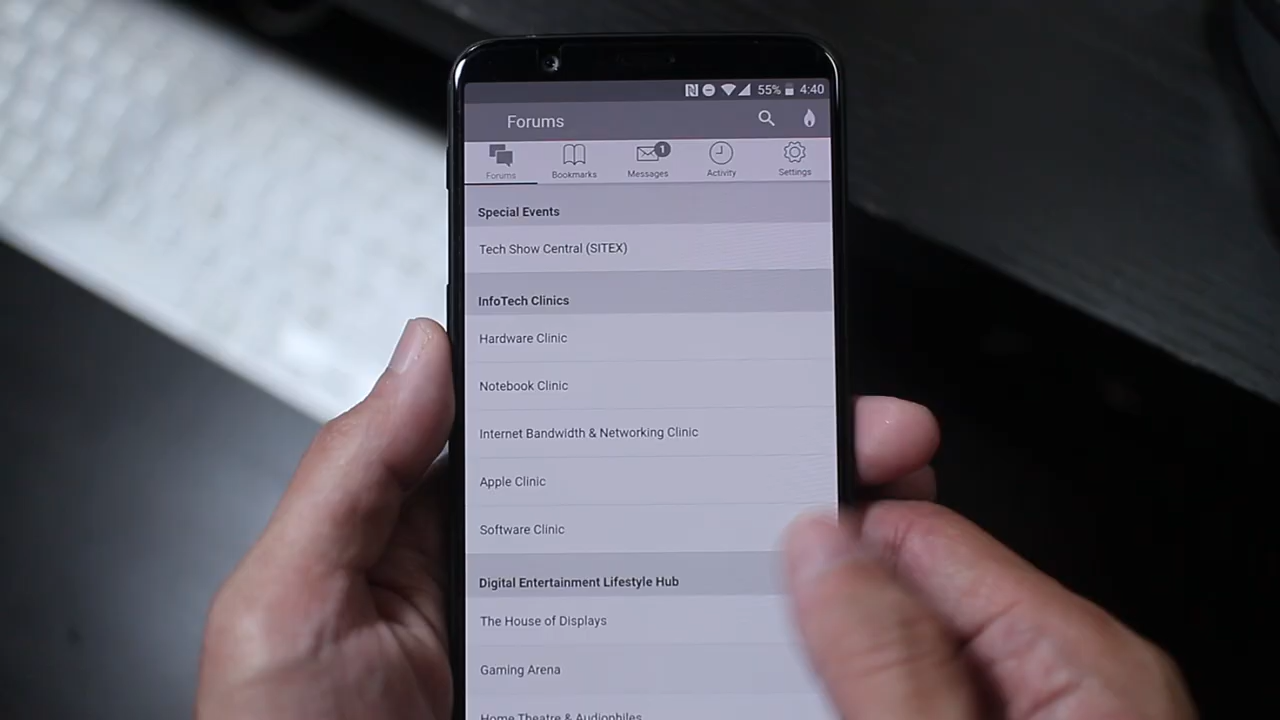 55% 4:40
Forums
1
Forums Bookmarks Messages Activity Settings
Special Events
Tech Show Central (SITEX)
InfoTech Clinics
Hardware Clinic
Notebook Clinic
Internet Bandwidth & Networking Clinic
Apple Clinic
Software Clinic
Digital Entertainment Lifestyle Hub
The House of Displays
Gaming Arena
Home Theatre & Audiophiles